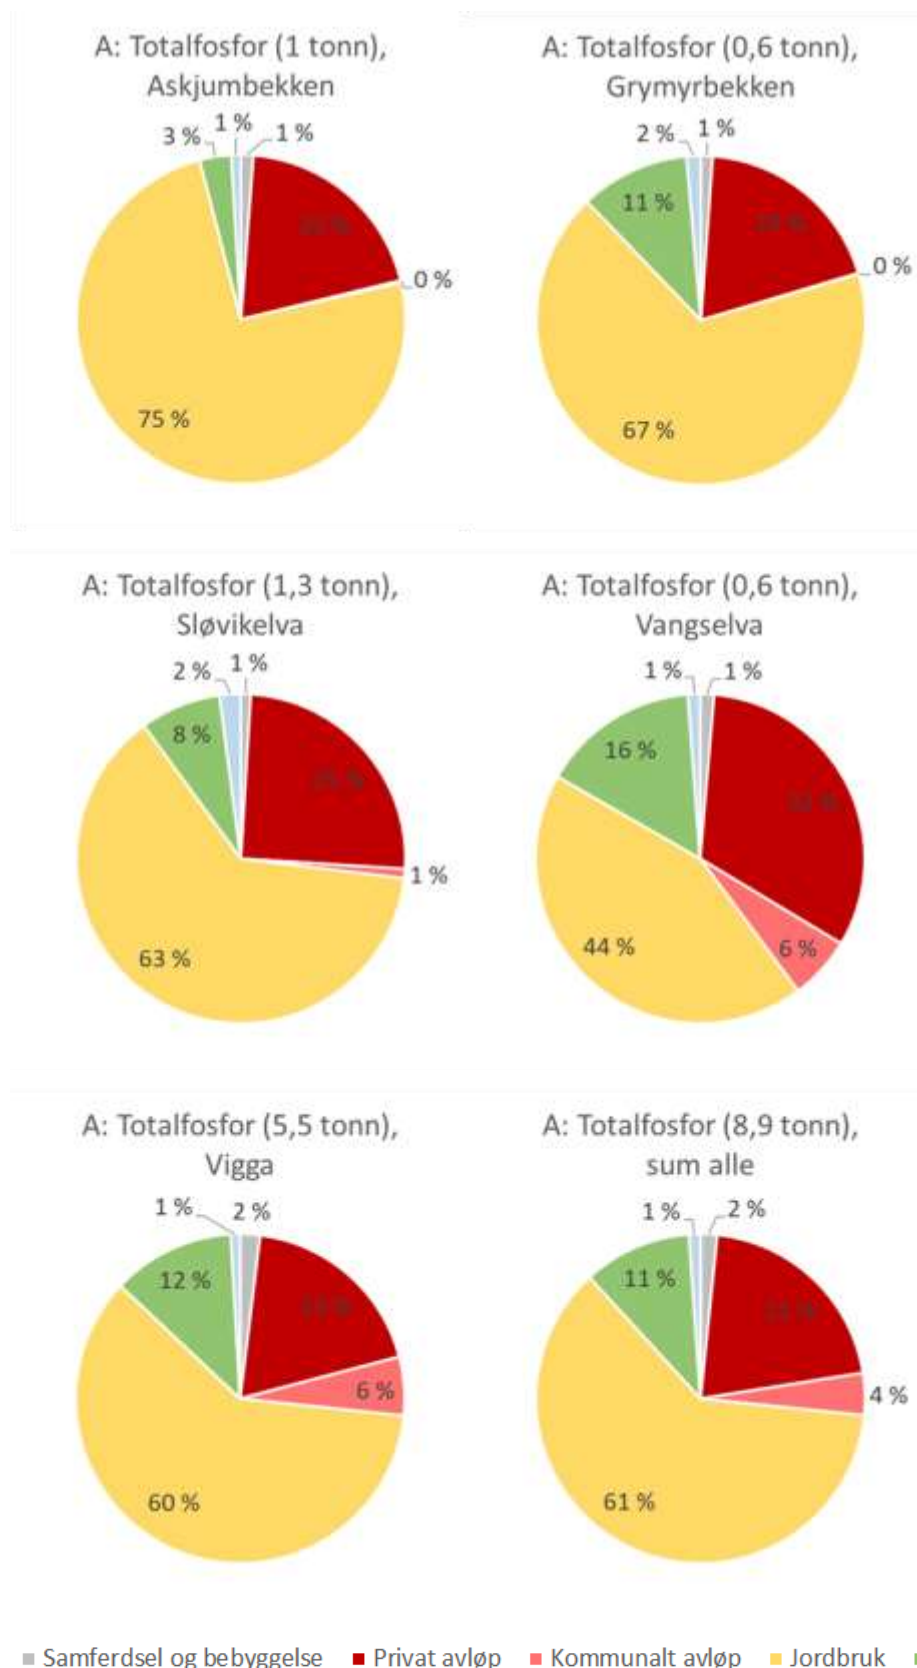 A: Totalfosfor (1 tonn),
Askjumbekken
3 %
1 %
1 %
0 %
75 %
A: Totalfosfor (0,6 tonn),
Grymyrbekken
2 %
1 %
11 %
0 %
67 %
A: Totalfosfor (1,3 tonn),
Sløvikelva
2 %
1 %
8 %
1 %
63 %
A: Totalfosfor (0,6 tonn),
Vangselva
1 %
1 %
16 %
6 %
44 %
A: Totalfosfor (5,5 tonn),
Vigga
1 %
2 %
12 %
6 %
60 %
A: Totalfosfor (8,9 tonn),
sum alle
1 %
2 %
11 %
4 %
61 %
Samferdsel og bebyggelse Privat avløp Kommunalt avløp Jordbruk